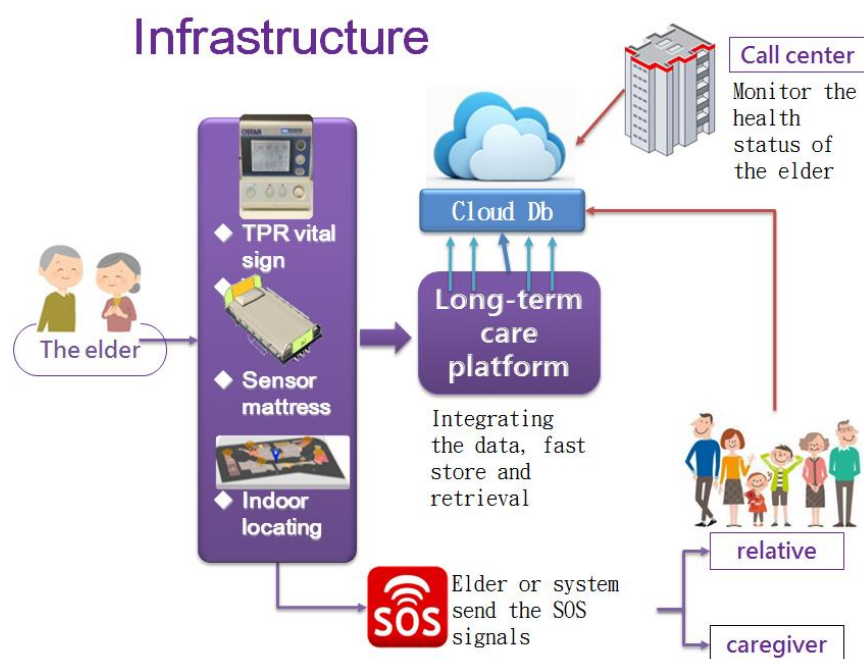 Infrastructure
Call center
Monitor the
health
status of
the elder
OSTAR
◆ TPR vital
sign
◆
◆ Sensor
mattress
◆ Indoor
locating
The elder
Cloud Db
Long-term
care
platform
Integrating
the data, fast
store and
retrieval
SOS
Elder or system
send the SOS
signals
relative
caregiver